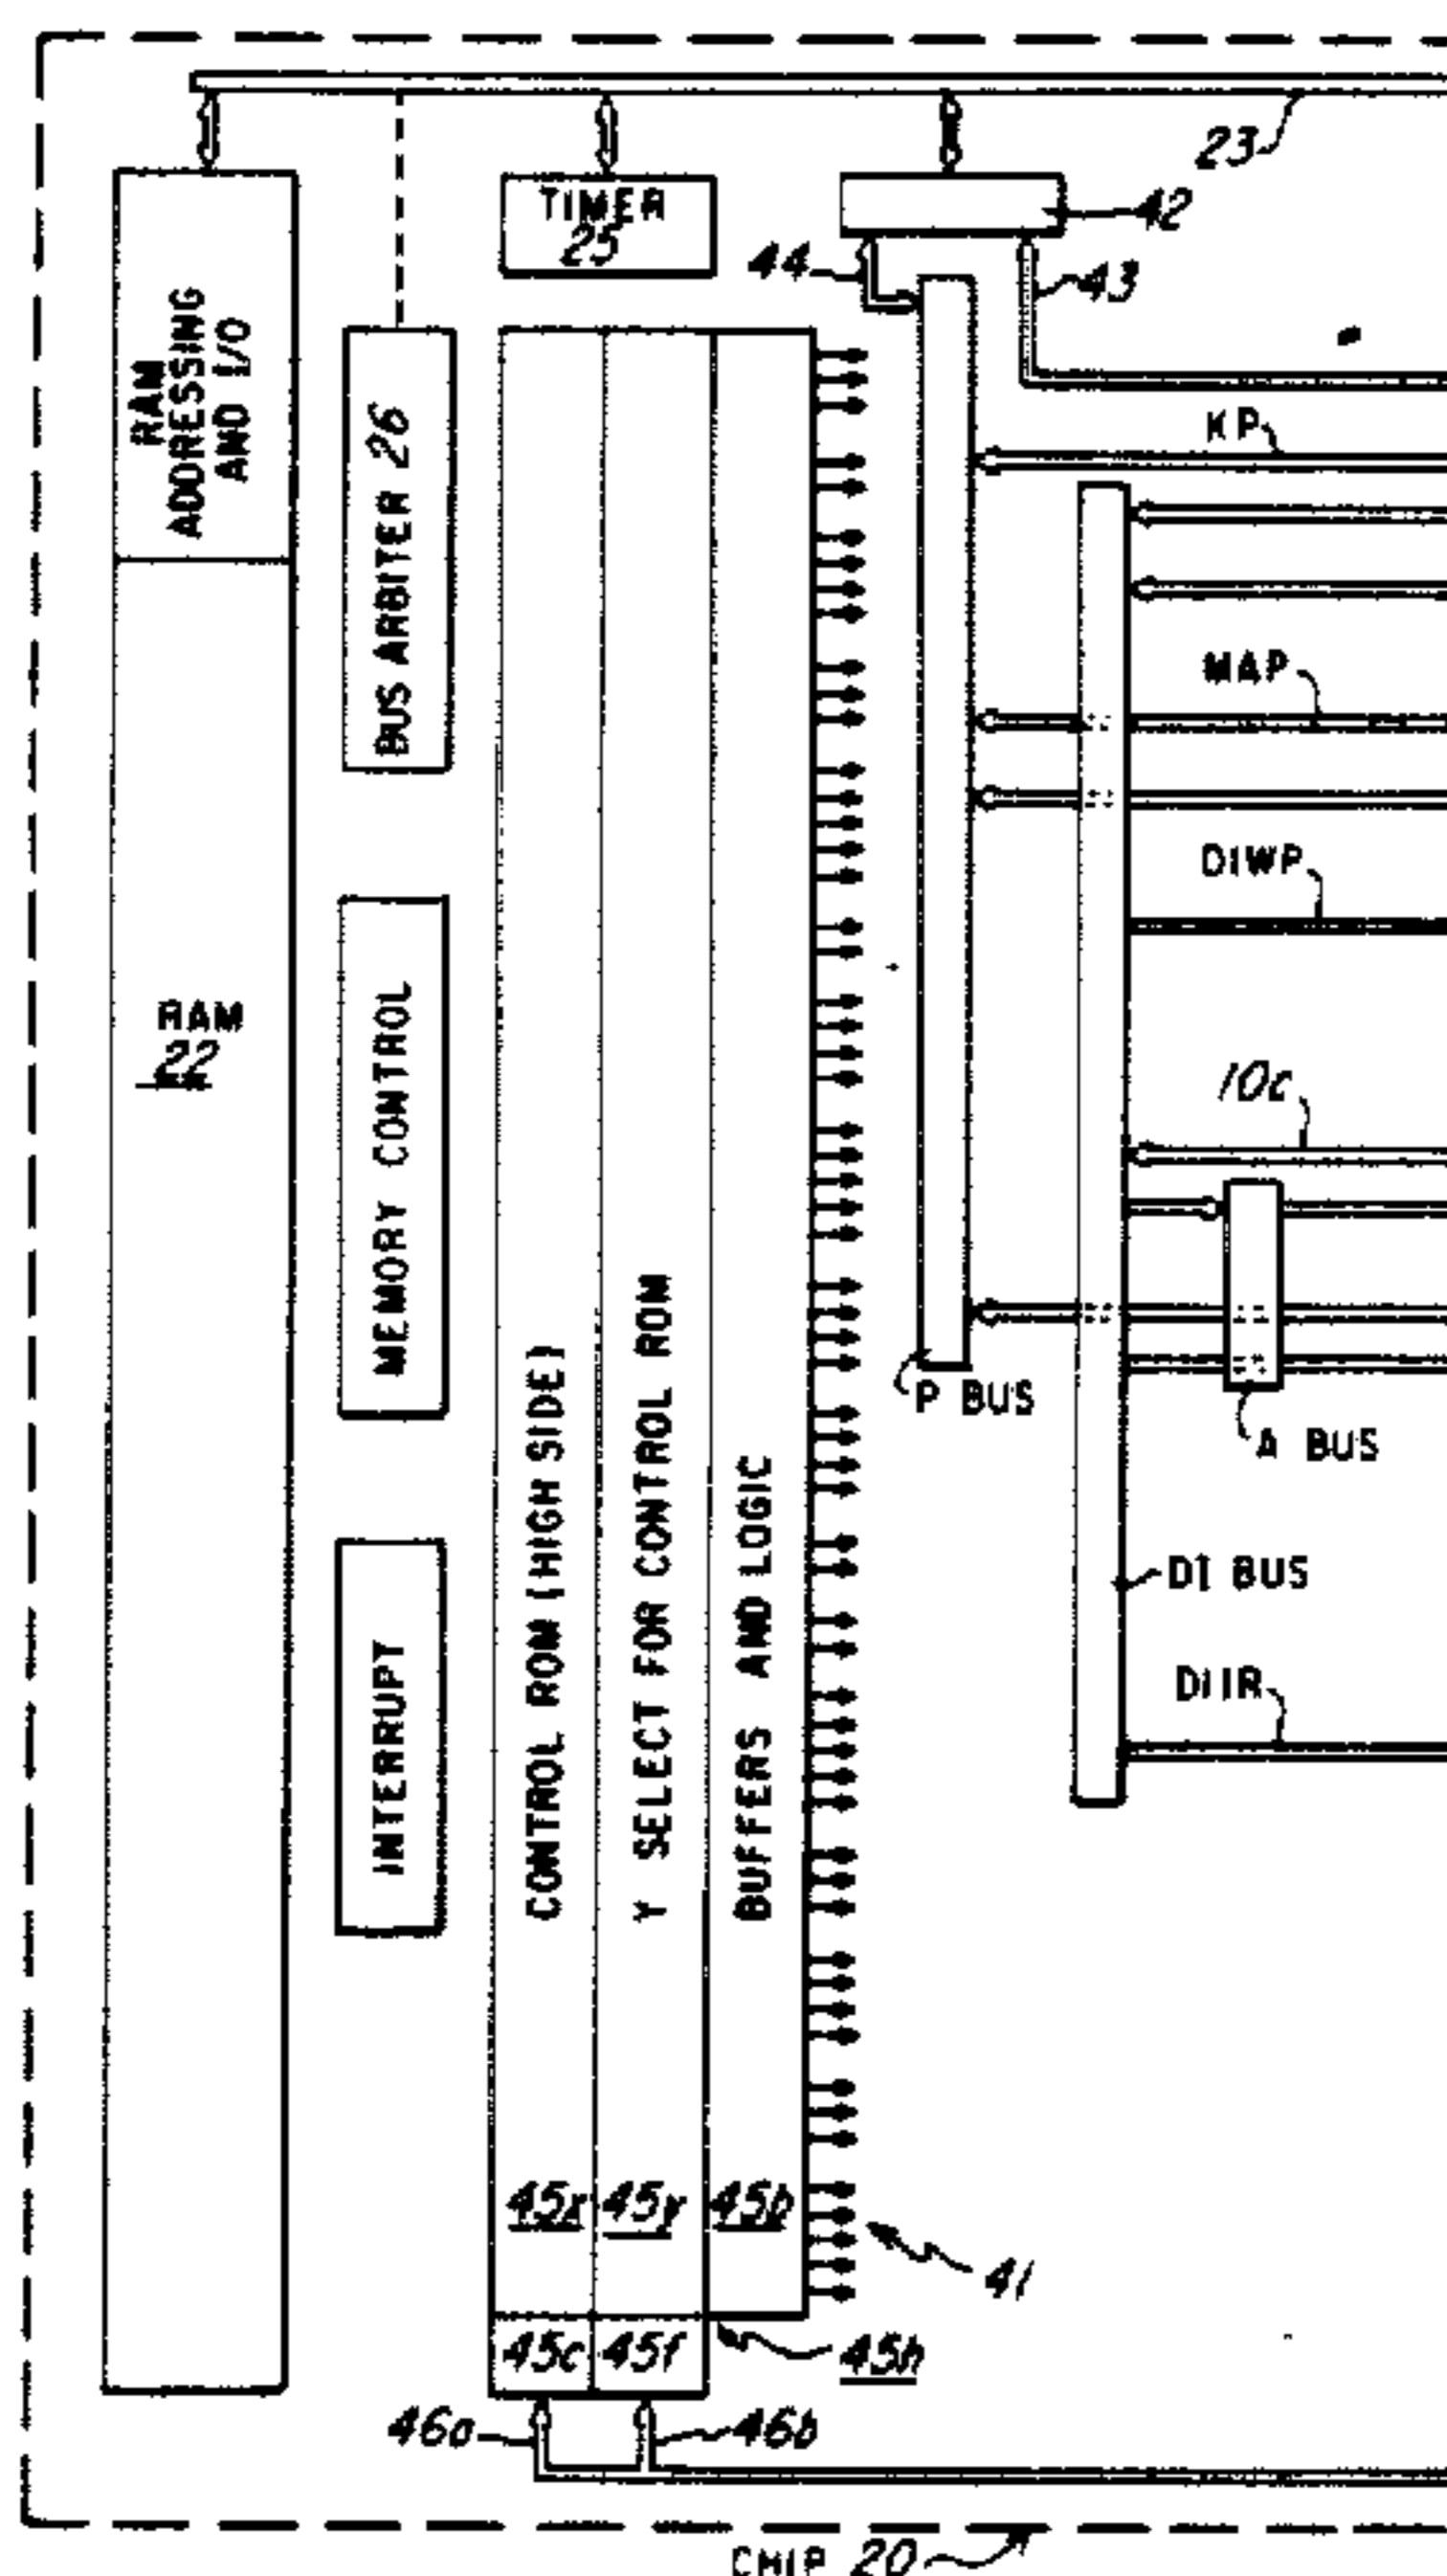 23
TIMER
25
42
44
43
RAM
ADDRESSING
AND I/O
BUS ARBITER 26
KP
MAP
DIWP
RAM
22
MEMORY CONTROL
10c
P BUS
A BUS
CONTROL ROM (HIGH SIDE)
Y SELECT FOR CONTROL ROM
BUFFERS AND LOGIC
DI BUS
INTERRUPT
DIIR
45x
45y
45b
41
45c
45f
45h
46a
46b
CHIP 20